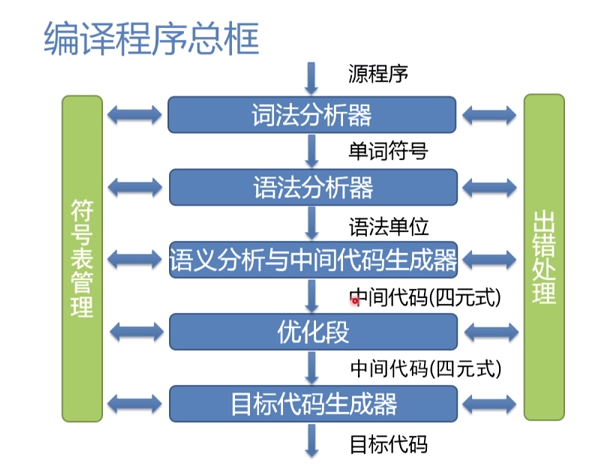 编译程序总框
源程序
词法分析器
单词符号
语法分析器
语法单位
语义分析与中间代码生成器
中间代码(四元式)
优化段
中间代码(四元式)
目标代码生成器
目标代码
符号表管理
出错处理